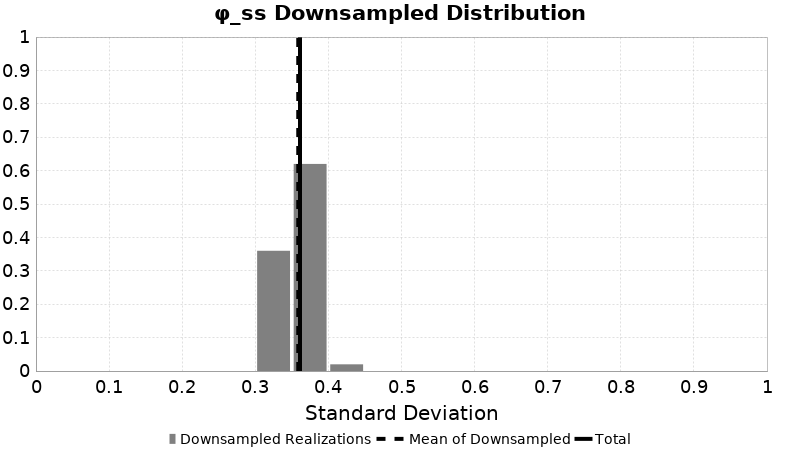 φ_ss Downsampled Distribution
1
0.9
0.8
0.7
0.6
0.5
0.4
0.3
0.2
0.1
0
0 0.1 0.2 0.3 0.4 0.5 0.6 0.7 0.8 0.9 1
Standard Deviation
Downsampled Realizations Mean of Downsampled Total